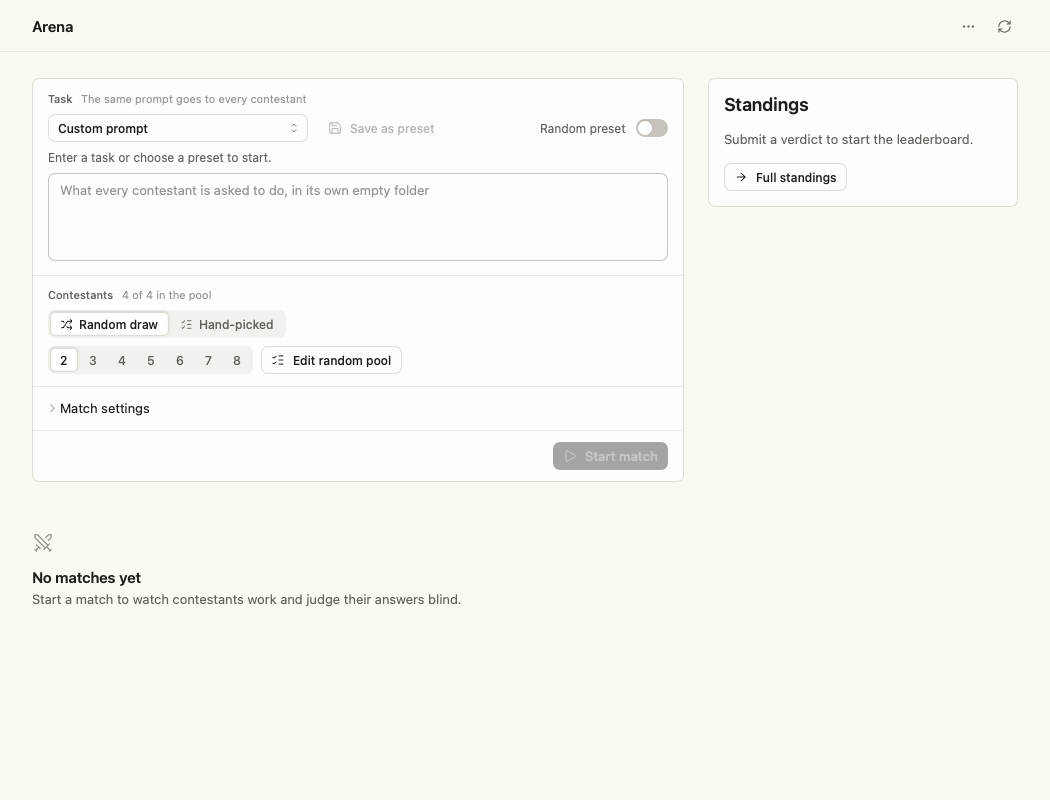 Arena
Task The same prompt goes to every contestant
Custom prompt
Save as preset
Random preset
Enter a task or choose a preset to start.
What every contestant is asked to do, in its own empty folder
Contestants 4 of 4 in the pool
Random draw Hand-picked
2 3 4 5 6 7 8 Edit random pool
Match settings
Start match
Standings
Submit a verdict to start the leaderboard.
Full standings
No matches yet
Start a match to watch contestants work and judge their answers blind.